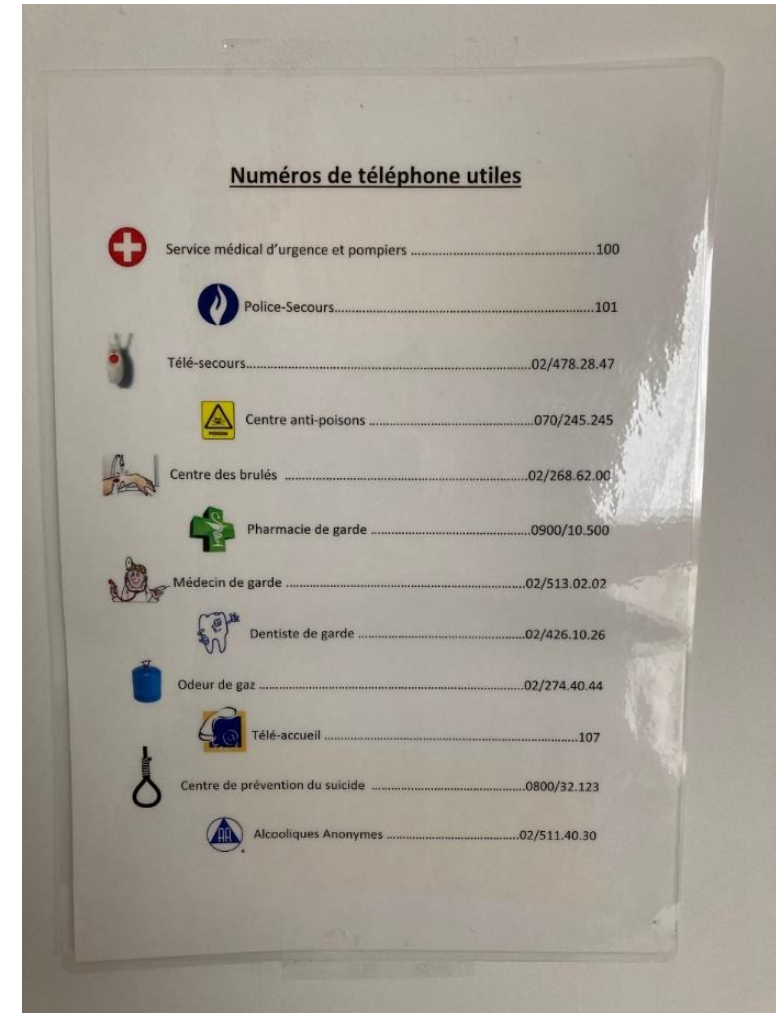 Numéros de téléphone utiles
Service médical d'urgence et pompiers ..........................................................100
Police-Secours..................................................................................101
Télé-secours..........................................................................................02/478.28.47
POISON
Centre anti-poisons ....................................................070/245.245
Centre des brulés ...........................................................................02/268.62.00
Pharmacie de garde ....................................................0900/10.500
Médecin de garde ...........................................................................02/513.02.02
Dentiste de garde .....................................................02/426.10.26
Odeur de gaz ...................................................................................02/274.40.44
Télé-accueil ................................................................................107
Centre de prévention du suicide ..................................................0800/32.123
AA
Alcooliques Anonymes ...........................................02/511.40.30